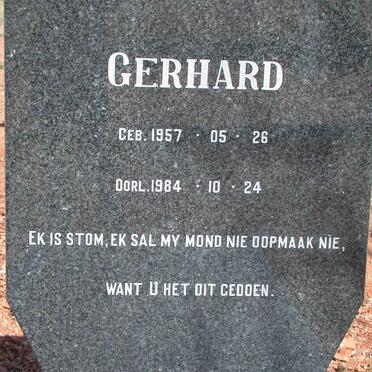 GERHARD
GEB. 1957 · 05 · 26
OORL. 1984 · 10 · 24
EK IS STOM, EK SAL MY MOND NIE OOPMAAK NIE,
WANT U HET DIT GEDOEN.